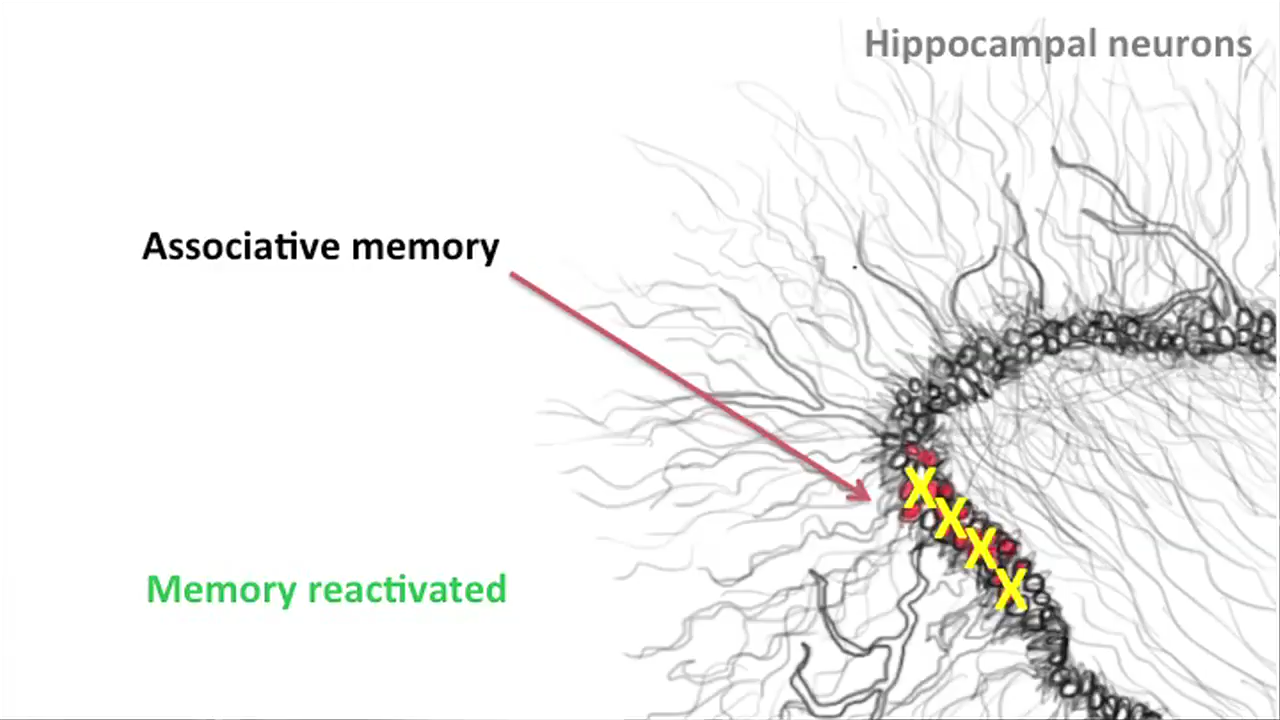 Hippocampal neurons
Associative memory
X
X
X
X
Memory reactivated